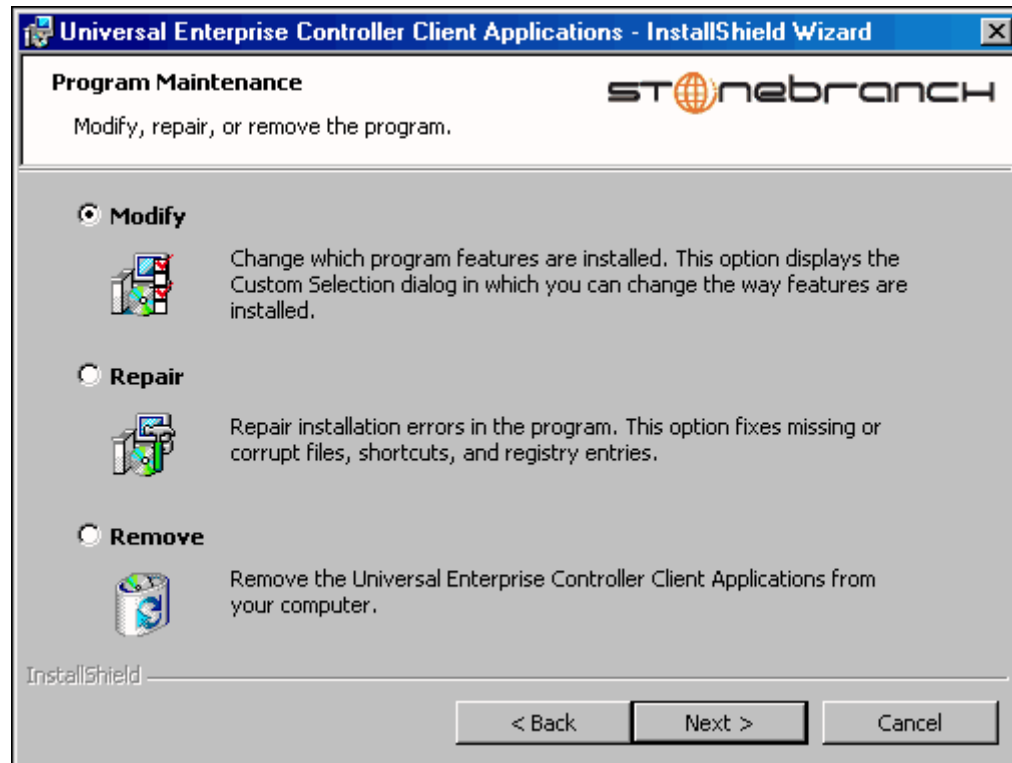 Universal Enterprise Controller Client Applications - InstallShield Wizard
Program Maintenance
STonebranch
Modify, repair, or remove the program.
Modify
Change which program features are installed. This option displays the
Custom Selection dialog in which you can change the way features are
installed.
Repair
Repair installation errors in the program. This option fixes missing or
corrupt files, shortcuts, and registry entries.
Remove
Remove the Universal Enterprise Controller Client Applications from
your computer.
InstallShield
< Back
Next >
Cancel